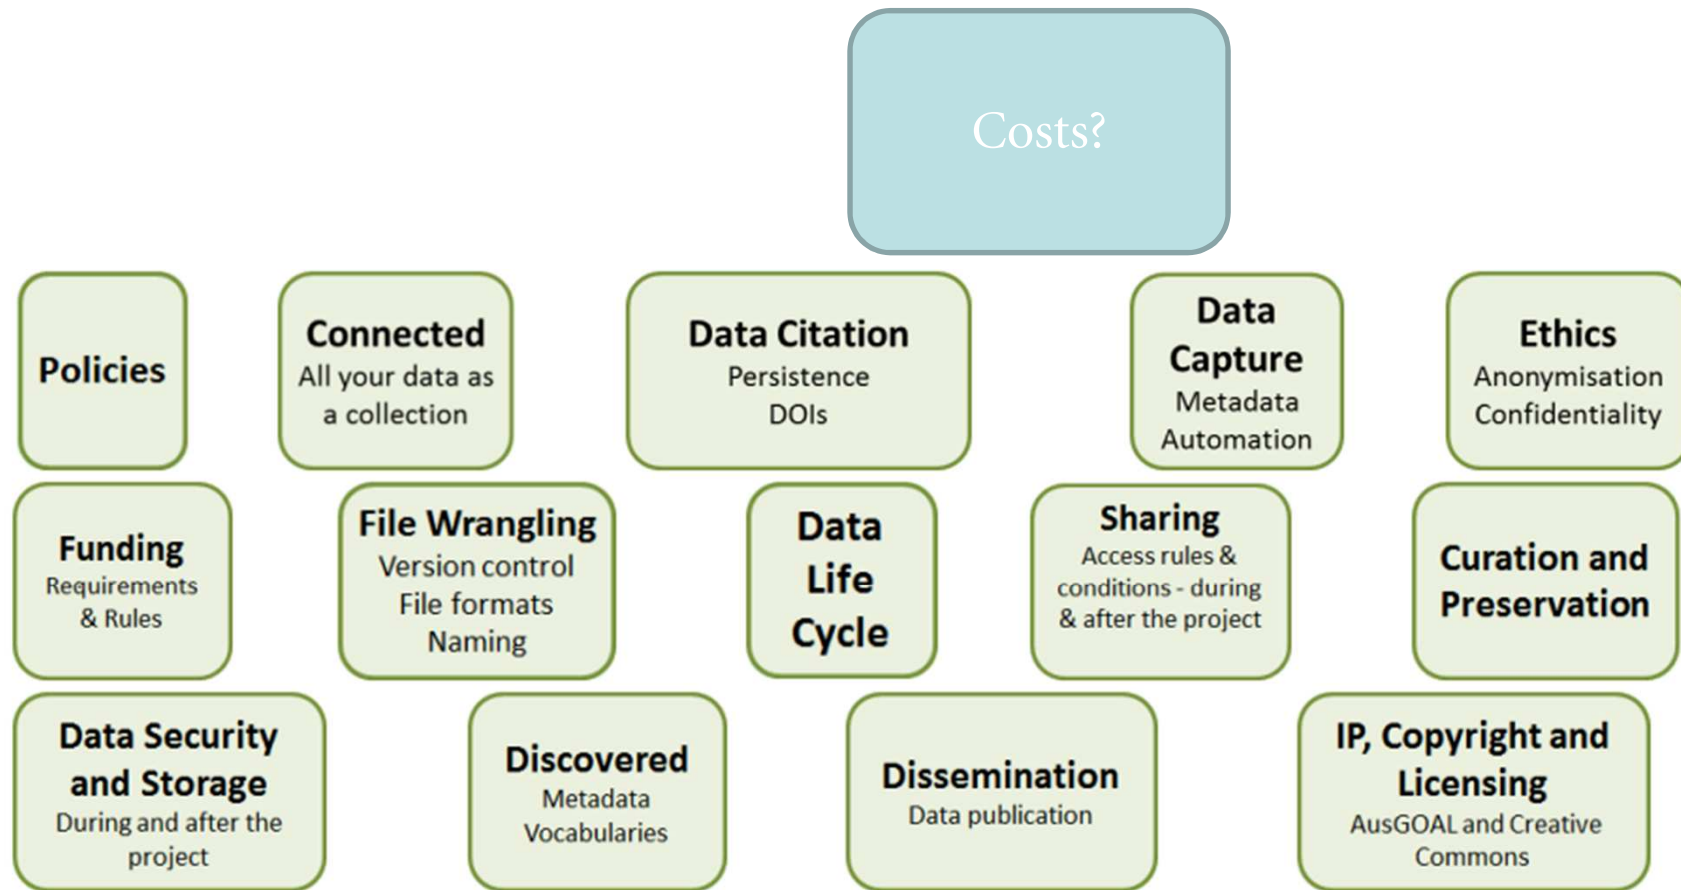 Costs?
Policies
Connected
All your data as
a collection
Data Citation
Persistence
DOIs
Data
Capture
Metadata
Automation
Ethics
Anonymisation
Confidentiality
Funding
Requirements
& Rules
File Wrangling
Version control
File formats
Naming
Data
Life
Cycle
Sharing
Access rules &
conditions - during
& after the project
Curation and
Preservation
Data Security
and Storage
During and after the
project
Discovered
Metadata
Vocabularies
Dissemination
Data publication
IP, Copyright and
Licensing
AusGOAL and Creative
Commons